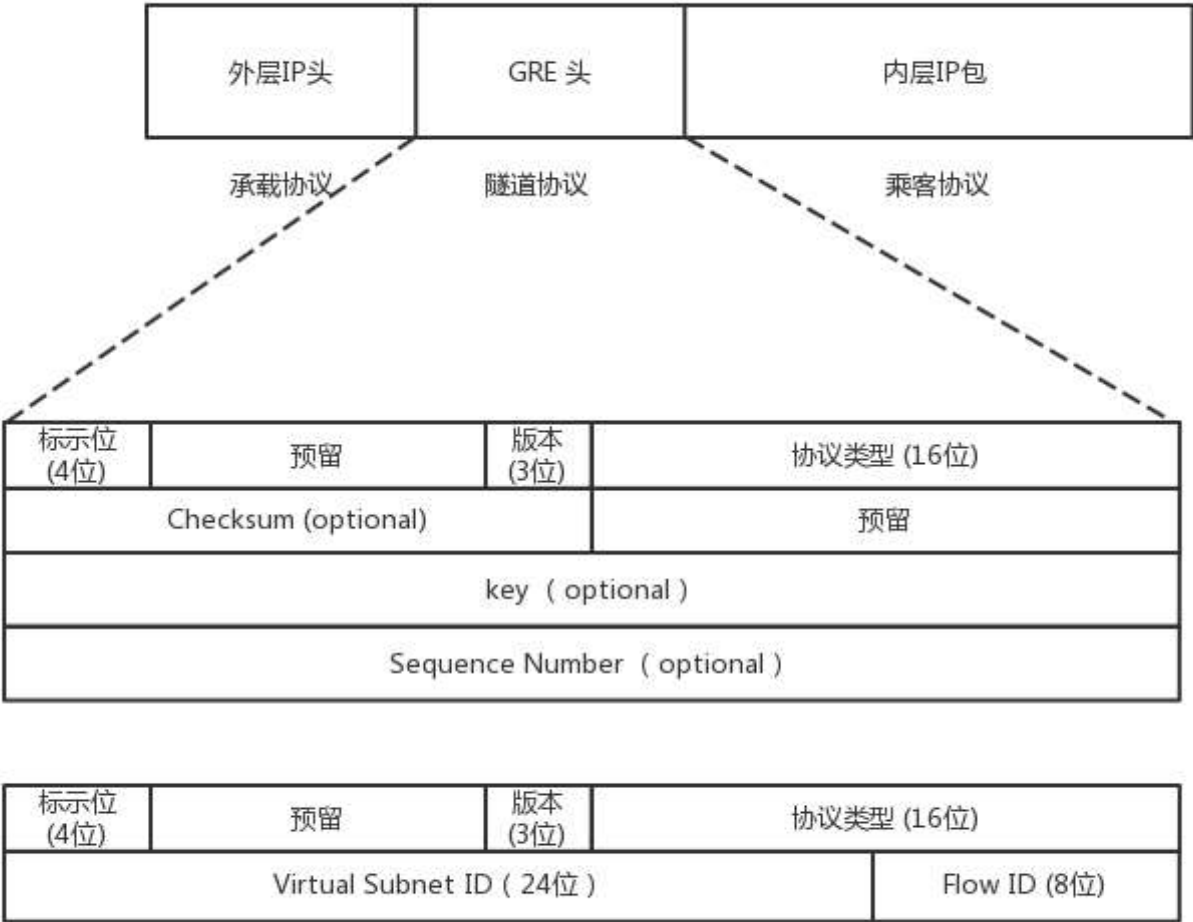 外层IP头
GRE 头
内层IP包
承载协议
隧道协议
乘客协议
标示位
(4位)
预留
版本
(3位)
协议类型 (16位)
Checksum (optional)
预留
key （ optional ）
Sequence Number （ optional ）
标示位
(4位)
预留
版本
(3位)
协议类型 (16位)
Virtual Subnet ID ( 24位 )
Flow ID (8位)